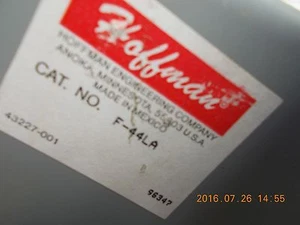 Hoffman
HOFFMAN ENGINEERING COMPANY
ANOKA, MINNESOTA, 55303 U.S.A.
MADE IN MEXICO
CAT. NO. F-44LA
43227-001
96347
2016.07.26 14:55